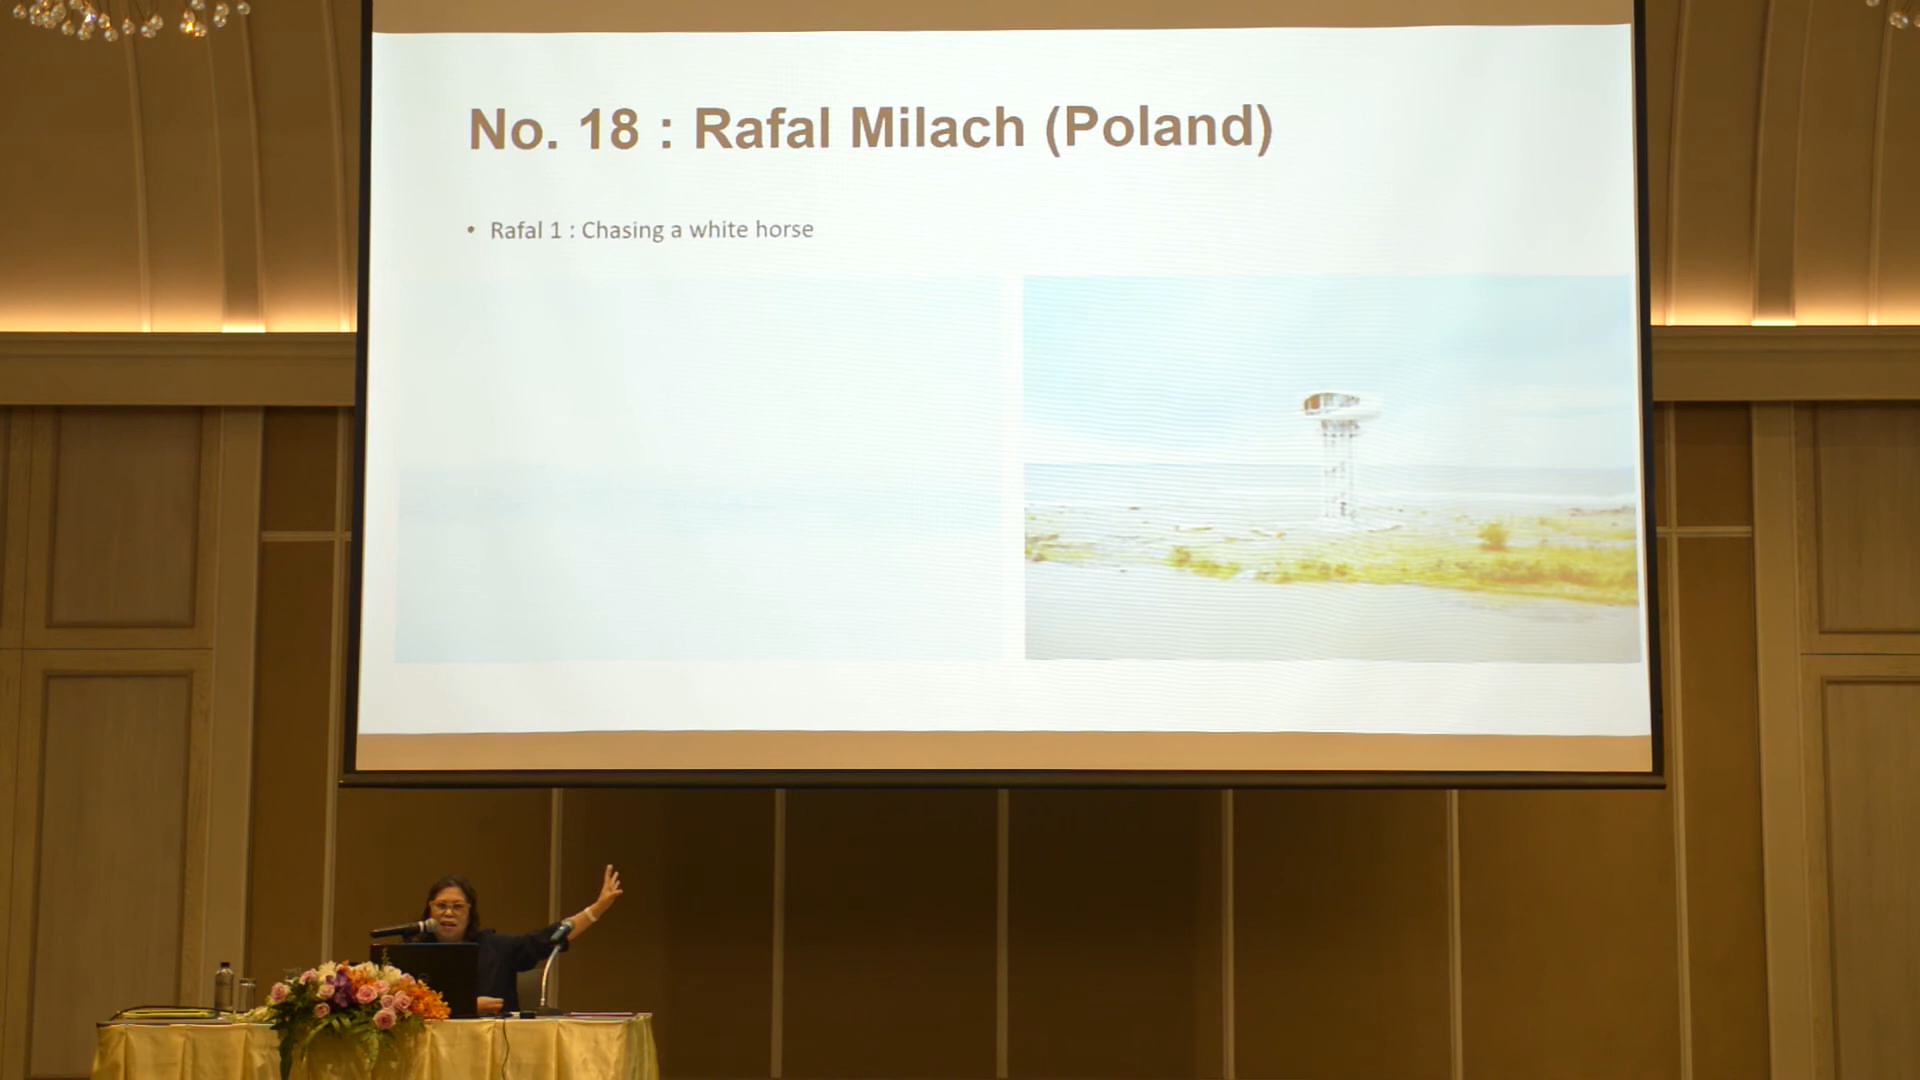 No. 18 : Rafal Milach (Poland)
• Rafal 1 : Chasing a white horse